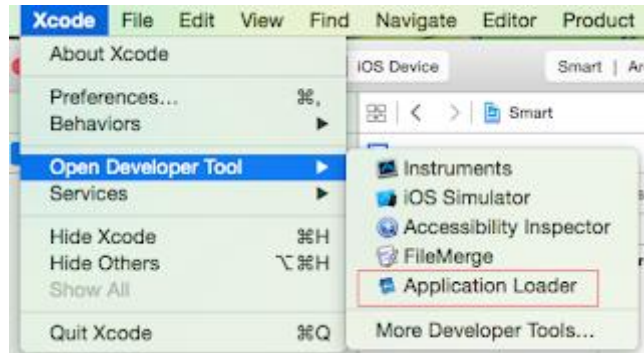 Xcode File Edit View Find Navigate Editor Product
About Xcode
iOS Device Smart
Preferences... ⌘,
Behaviors
Smart
Open Developer Tool
Services
Instruments
iOS Simulator
Accessibility Inspector
FileMerge
Application Loader
More Developer Tools...
Hide Xcode ⌘H
Hide Others ⌥⌘H
Show All
Quit Xcode ⌘Q